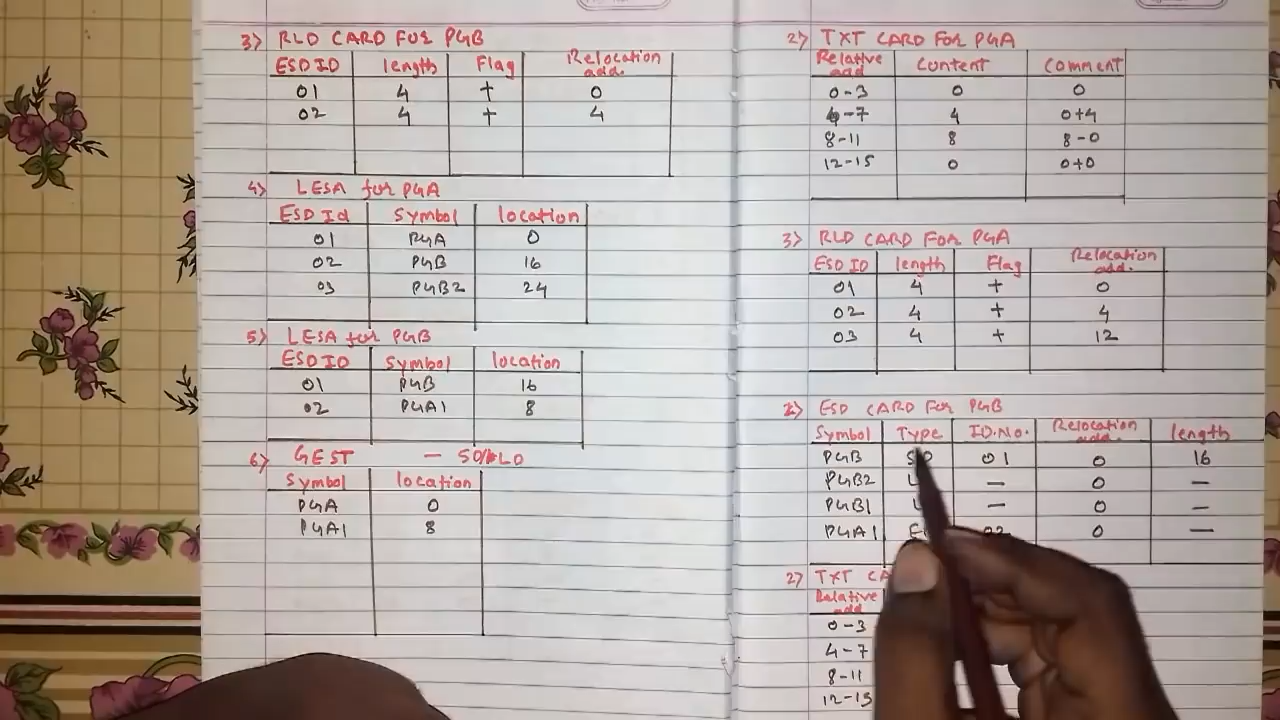 3) RLD CARD FOR PGB
ESD ID length Flag Relocation add.
01 4 + 0
02 4 + 4
4) LESA for PGA
ESD Id Symbol location
01 PGA 0
02 PGB 16
03 PGB2 24
5) LESA for PGB
ESD ID Symbol location
01 PGB 16
02 PGA1 8
6) GEST — SD/LD
Symbol location
PGA 0
PGA1 8
2) TXT CARD FOR PGA
Relative add Content Comment
0-3 0 0
4-7 4 0+4
8-11 8 8-0
12-15 0 0+0
3) RLD CARD FOR PGA
ESD ID length Flag Relocation add.
01 4 + 0
02 4 + 4
03 4 + 12
ESD CARD FOR PGB
Symbol Type ID.No. Relocation add. length
PGB 01 0 16
PGB2 — 0 —
PGB1 — 0 —
PGA1 02 0 —
2) TXT CA
Relative add
0-3
4-7
8-11
12-15